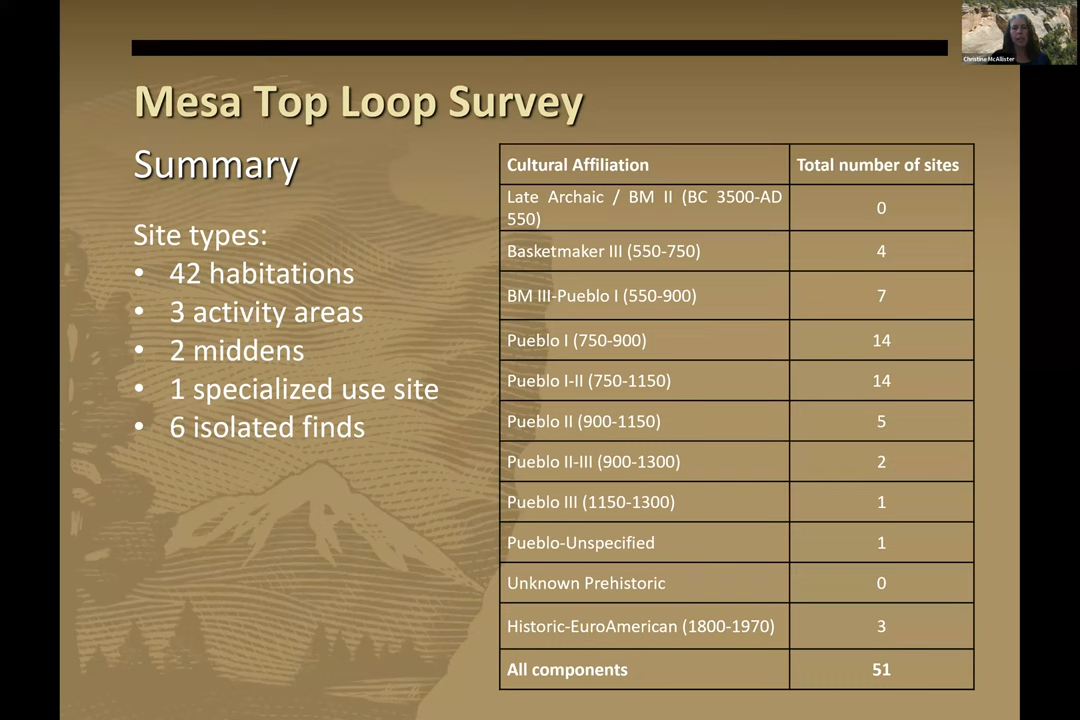 Christine McAllister
Mesa Top Loop Survey
Summary
Site types:
• 42 habitations
• 3 activity areas
• 2 middens
• 1 specialized use site
• 6 isolated finds
Cultural Affiliation Total number of sites
Late Archaic / BM II (BC 3500-AD
550) 0
Basketmaker III (550-750) 4
BM III-Pueblo I (550-900) 7
Pueblo I (750-900) 14
Pueblo I-II (750-1150) 14
Pueblo II (900-1150) 5
Pueblo II-III (900-1300) 2
Pueblo III (1150-1300) 1
Pueblo-Unspecified 1
Unknown Prehistoric 0
Historic-EuroAmerican (1800-1970) 3
All components 51